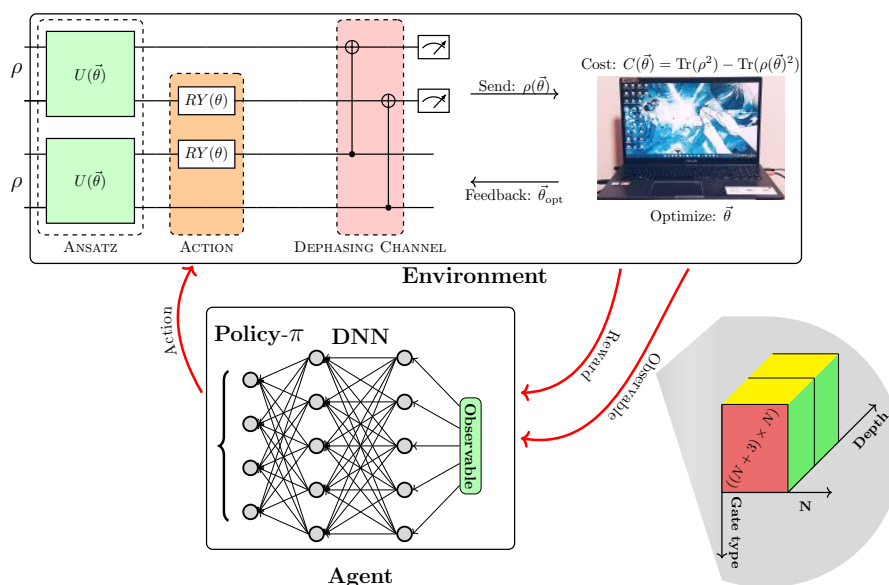 ρ
U(θ⃗)
RY(θ)
ρ
U(θ⃗)
RY(θ)
Ansatz
Action
Dephasing Channel
Send: ρ(θ⃗)
Feedback: θ⃗opt
Cost: C(θ⃗) = Tr(ρ²) − Tr(ρ(θ⃗)²)
Optimize: θ⃗
Environment
Action
Reward
Observable
Policy-π
DNN
Observable
Agent
((N + 3) × N)
Depth
N
Gate type